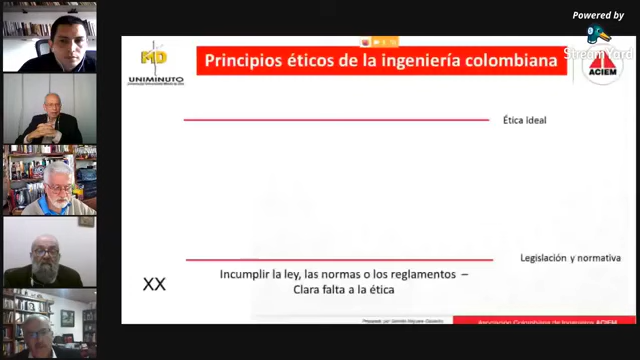 Powered by
StreamYard
Principios éticos de la ingeniería colombiana
UNIMINUTO
ACIEM
Ética Ideal
Legislación y normativa
Incumplir la ley, las normas o los reglamentos –
Clara falta a la ética
XX
Asociación Colombiana de Ingenieros ACIEM